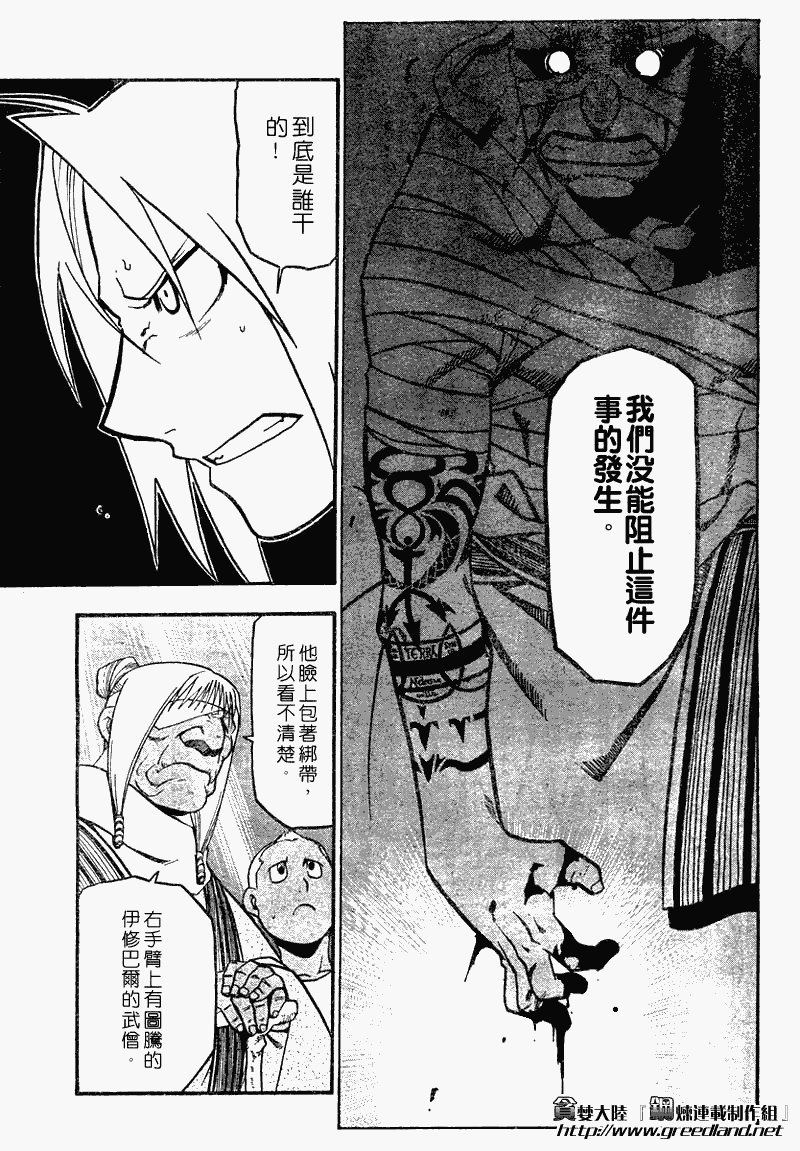 我們没能阻止這件
事的發生。
到底是誰干
的！
他臉上包著綁帶，
所以看不清楚。
右手臂上有圖騰的
伊修巴爾的武僧．
TERRA
貪婪大陸『鋼煉連載制作組』
http://www.greedland.net